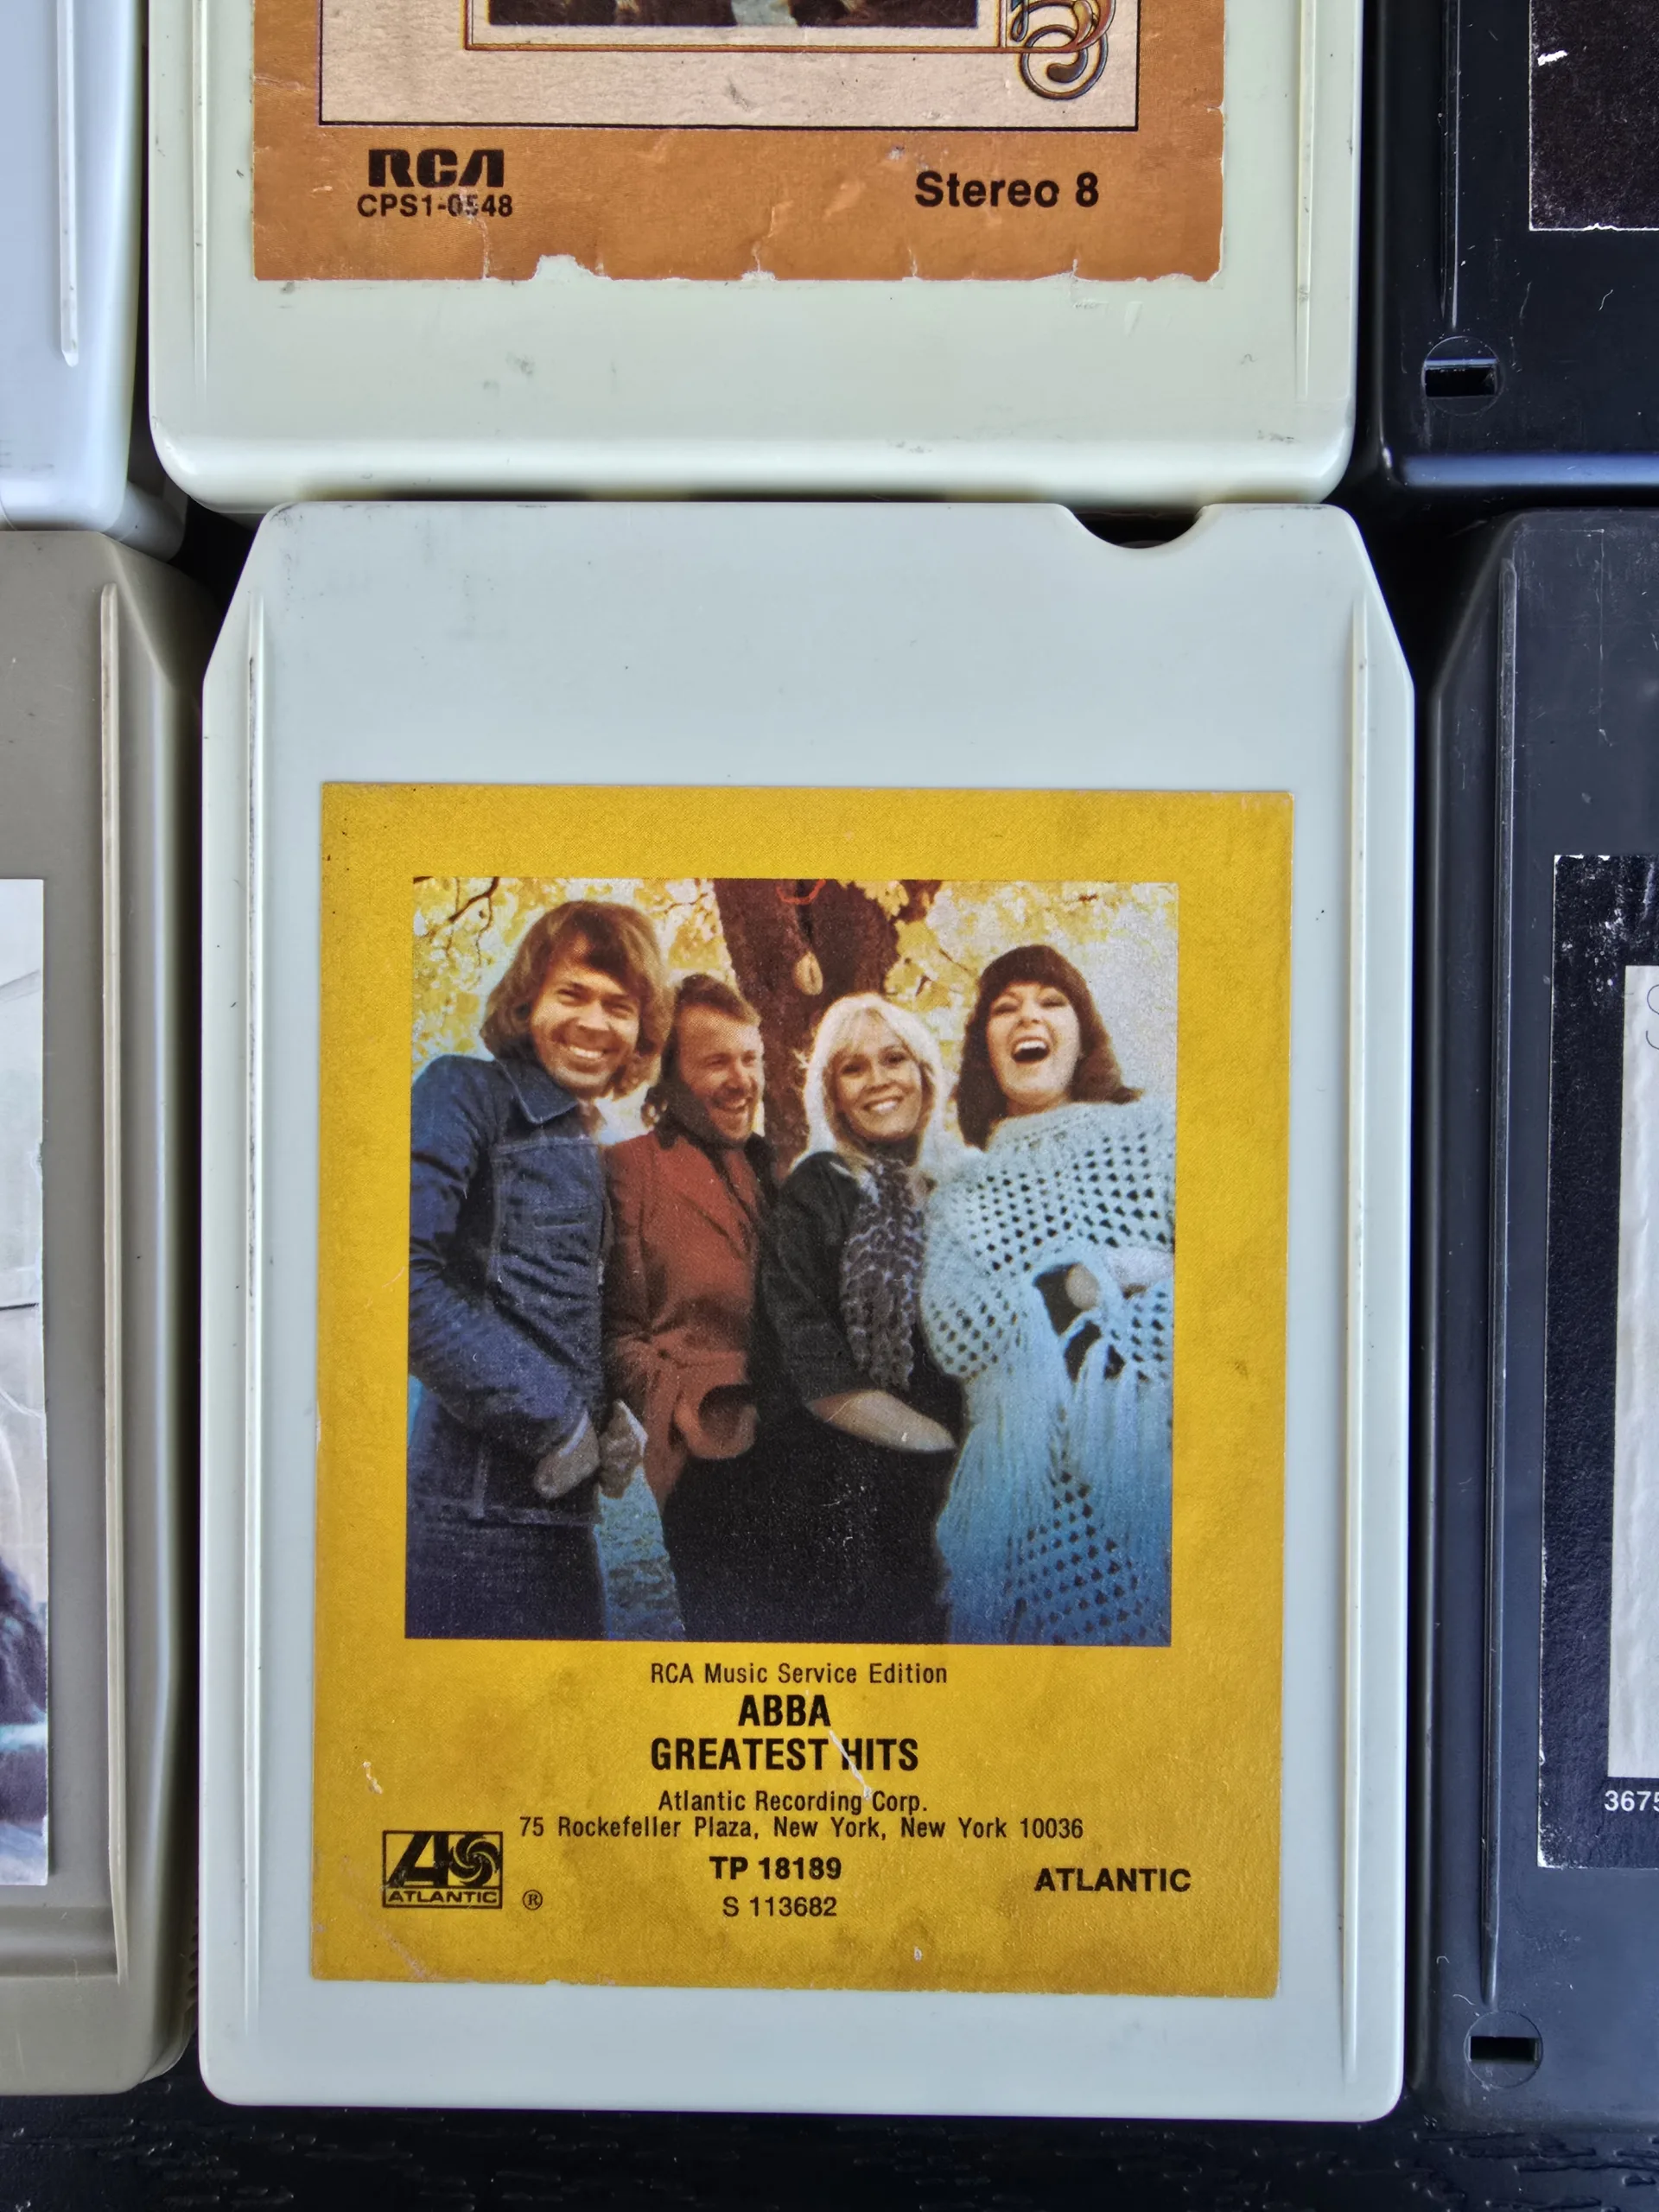 RCA
CPS1-0548
Stereo 8
RCA Music Service Edition
ABBA
GREATEST HITS
Atlantic Recording Corp.
75 Rockefeller Plaza, New York, New York 10036
ATLANTIC
®
TP 18189
S 113682
ATLANTIC
3675